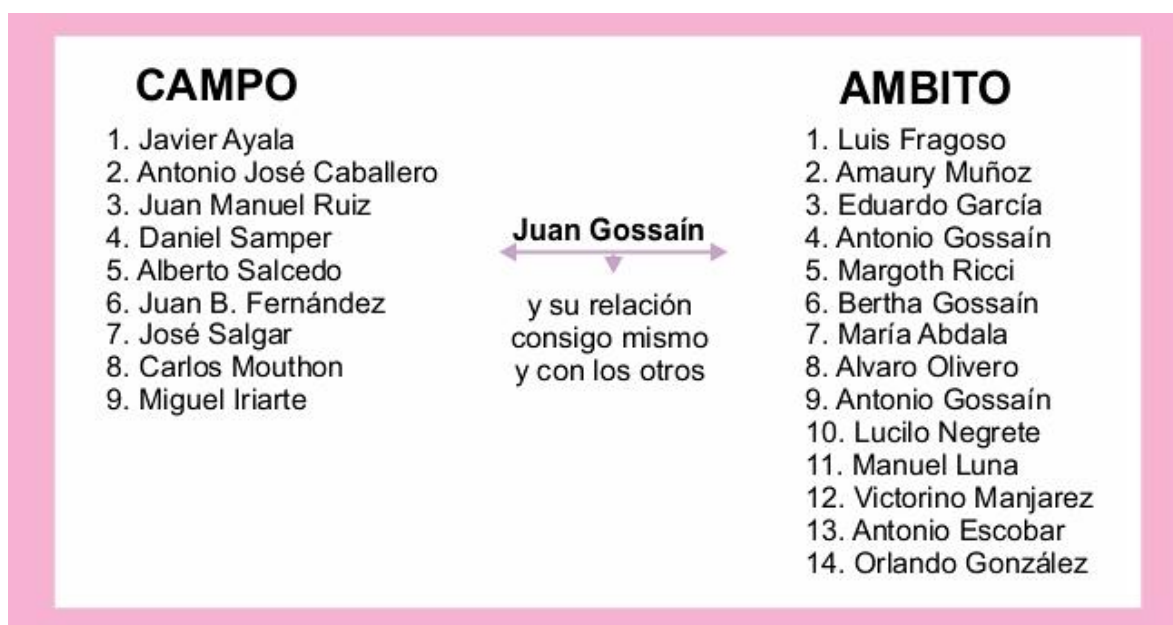 CAMPO
1. Javier Ayala
2. Antonio José Caballero
3. Juan Manuel Ruiz
4. Daniel Samper
5. Alberto Salcedo
6. Juan B. Fernández
7. José Salgar
8. Carlos Mouthon
9. Miguel Iriarte
Juan Gossaín
y su relación
consigo mismo
y con los otros
AMBITO
1. Luis Fragoso
2. Amaury Muñoz
3. Eduardo García
4. Antonio Gossaín
5. Margoth Ricci
6. Bertha Gossaín
7. María Abdala
8. Alvaro Olivero
9. Antonio Gossaín
10. Lucilo Negrete
11. Manuel Luna
12. Victorino Manjarez
13. Antonio Escobar
14. Orlando González